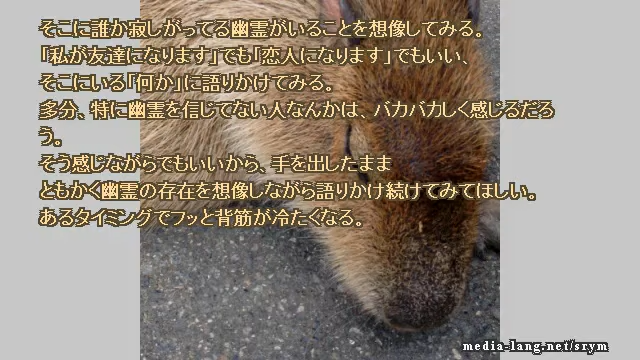 そこに誰か寂しがってる幽霊がいることを想像してみる。
「私が友達になります」でも「恋人になります」でもいい、
そこにいる「何か」に語りかけてみる。
多分、特に幽霊を信じてない人なんかは、バカバカしく感じるだろ
う。
そう感じながらでもいいから、手を出したまま
ともかく幽霊の存在を想像しながら語りかけ続けてみてほしい。
あるタイミングでフッと背筋が冷たくなる。
media-lang.net/srym